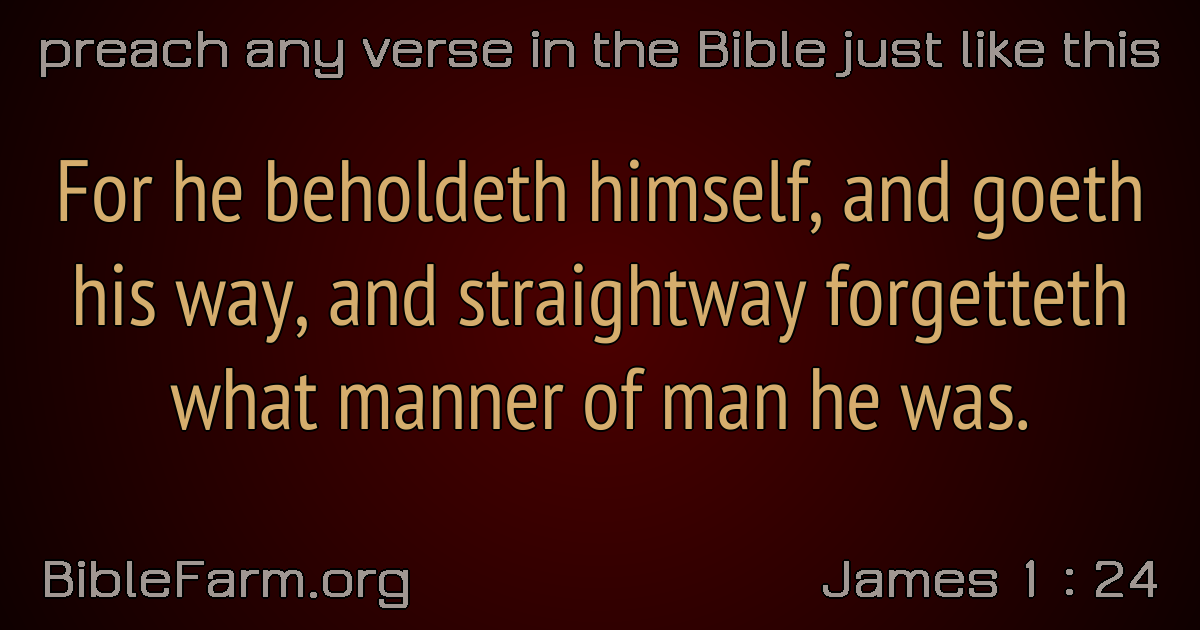 preach any verse in the Bible just like this
For he beholdeth himself, and goeth
his way, and straightway forgetteth
what manner of man he was.
BibleFarm.org
James 1 : 24